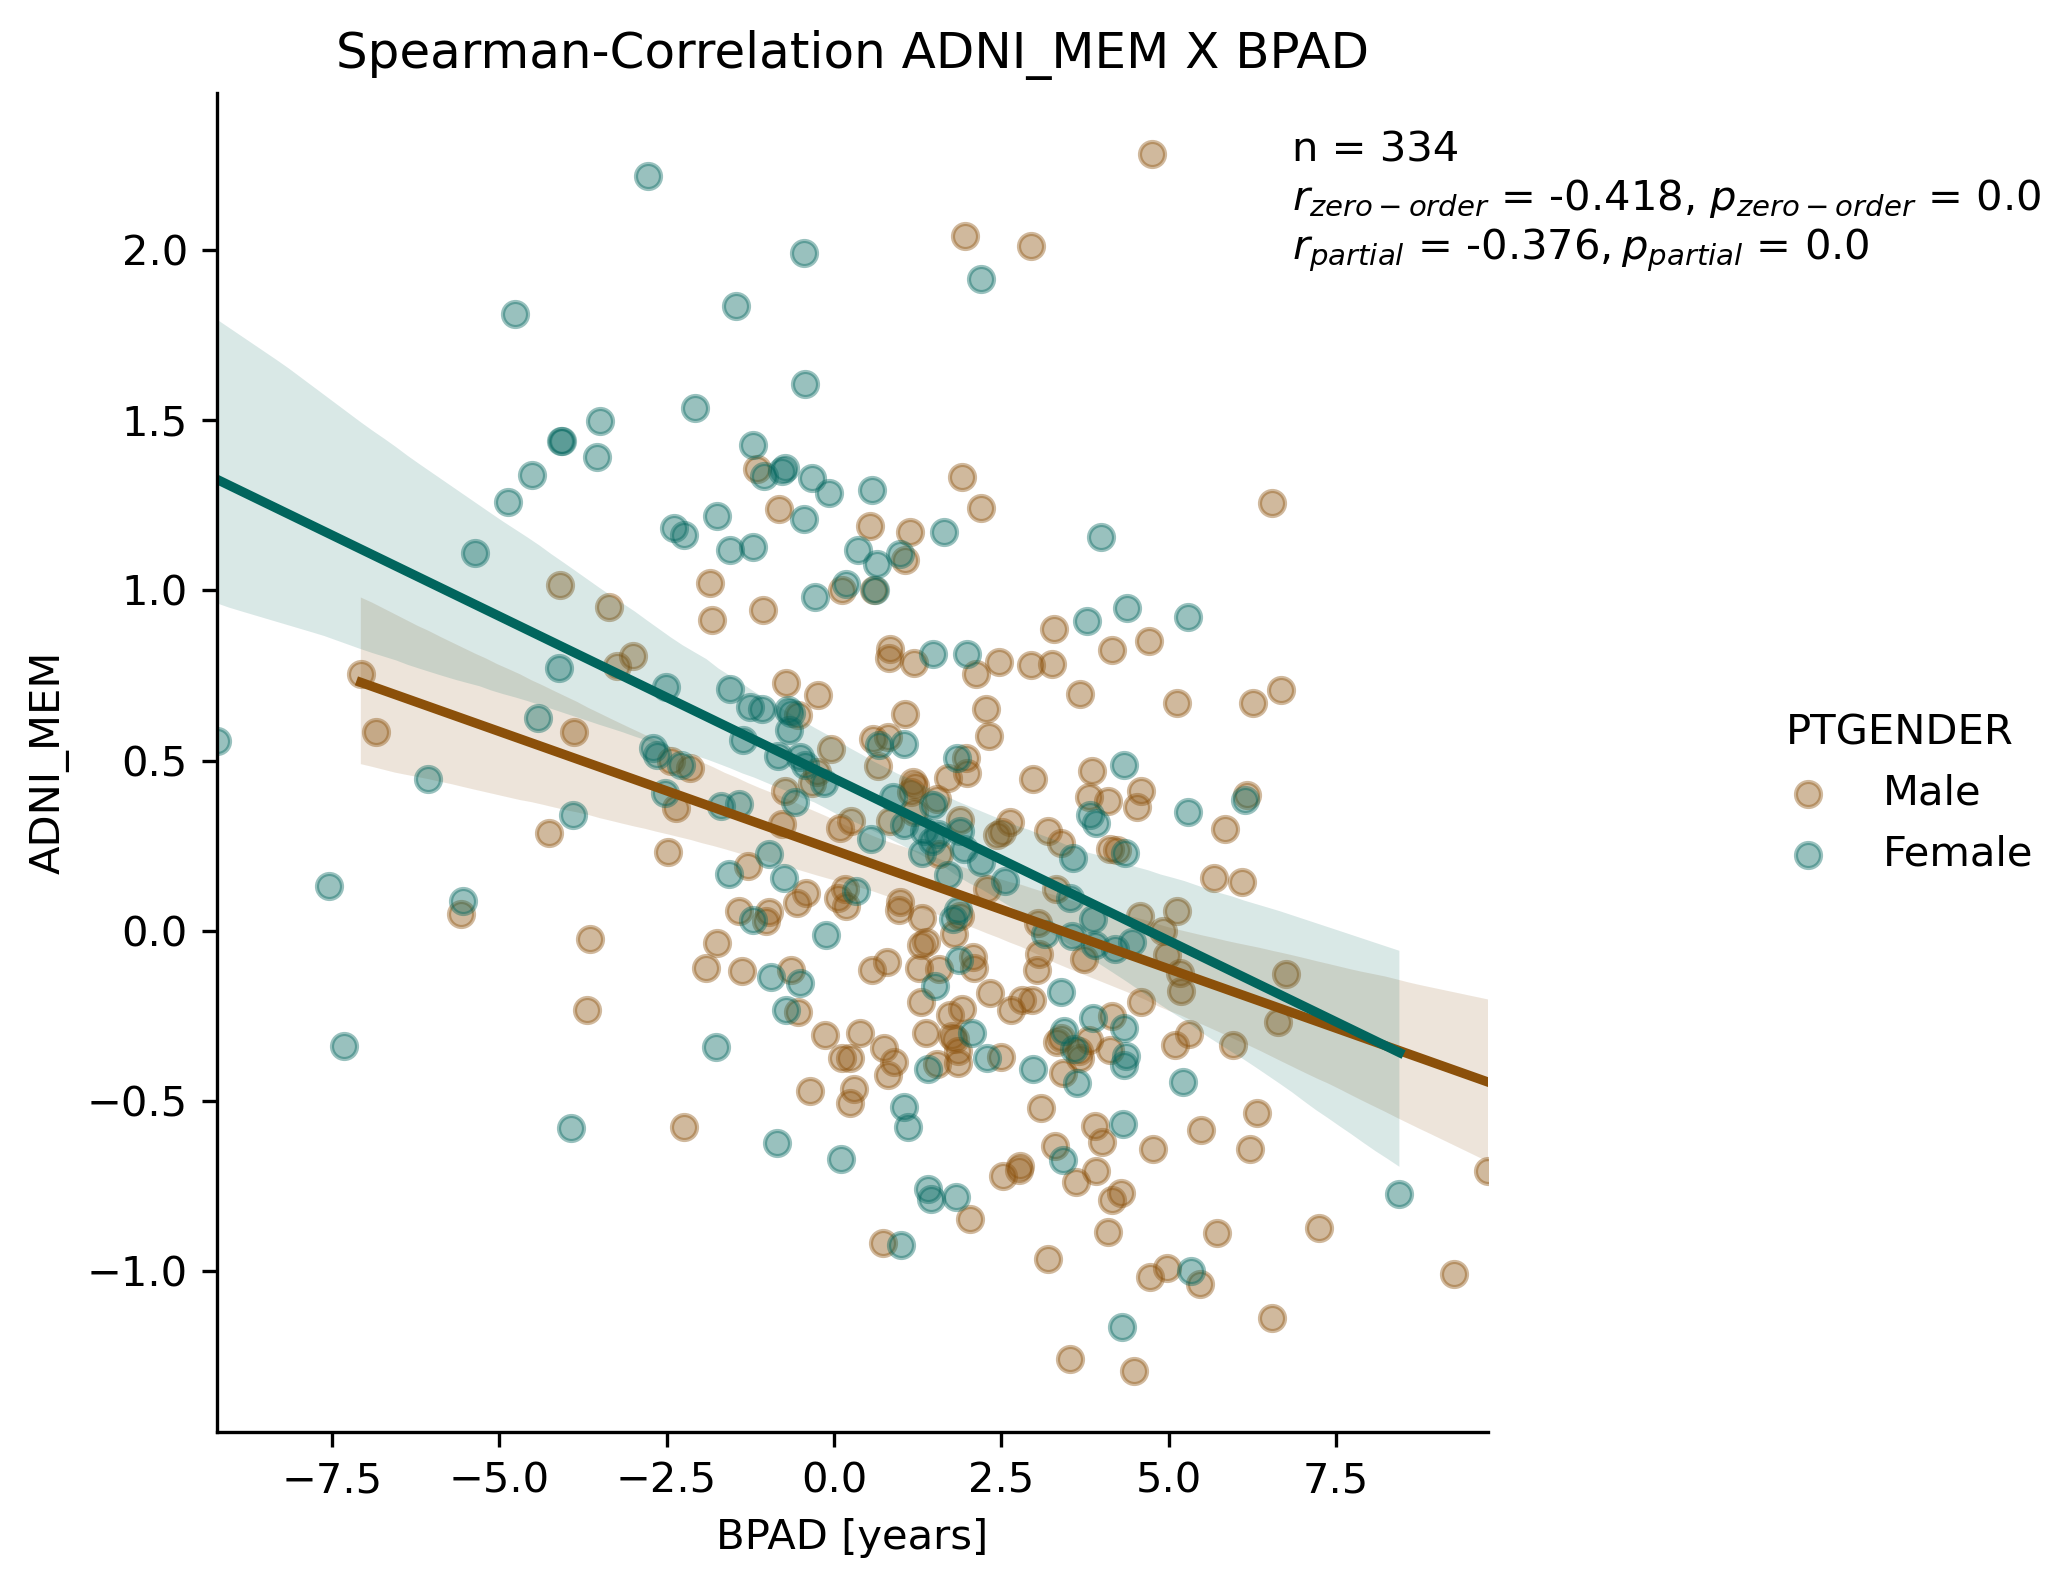 Spearman-Correlation ADNI_MEM X BPAD
n = 334
r_zero−order = -0.418, p_zero−order = 0.0
r_partial = -0.376, p_partial = 0.0
2.0
1.5
1.0
0.5
0.0
−0.5
−1.0
ADNI_MEM
−7.5 −5.0 −2.5 0.0 2.5 5.0 7.5
BPAD [years]
PTGENDER
Male
Female